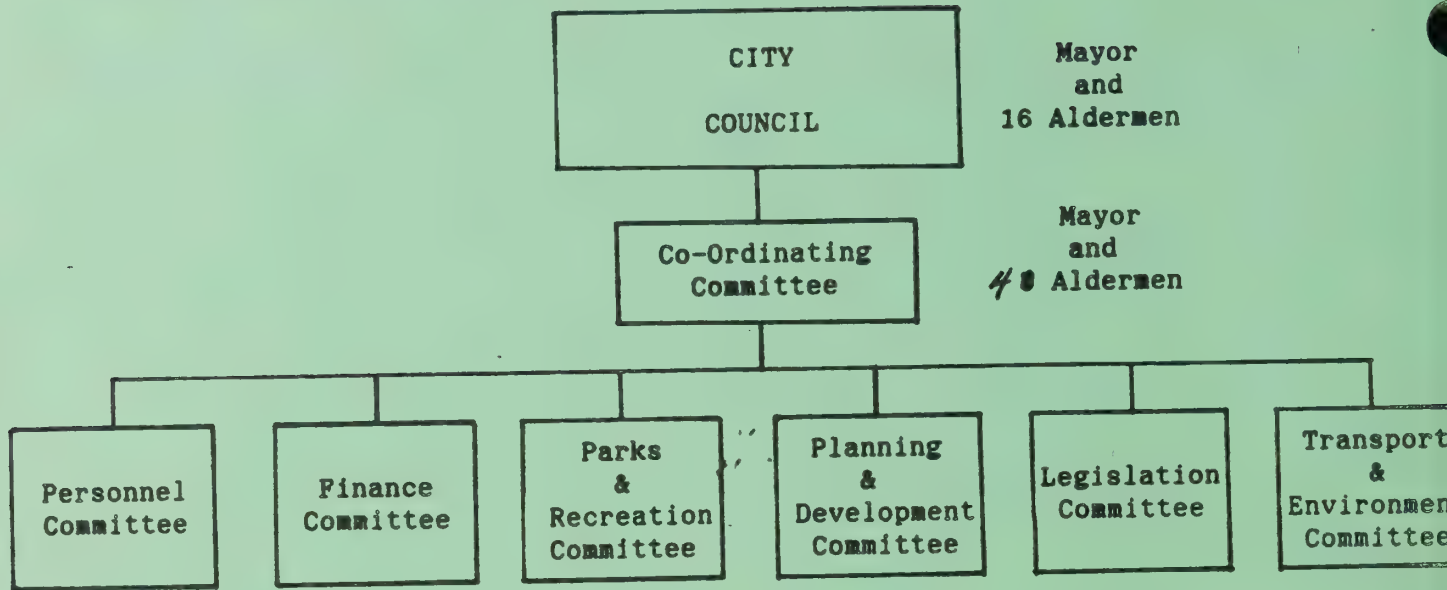 CITY
COUNCIL
Mayor
and
16 Aldermen
Co-Ordinating
Committee
Mayor
and
4 Aldermen
Personnel
Committee
Finance
Committee
Parks
&
Recreation
Committee
Planning
&
Development
Committee
Legislation
Committee
Transport
&
Environmen
Committee